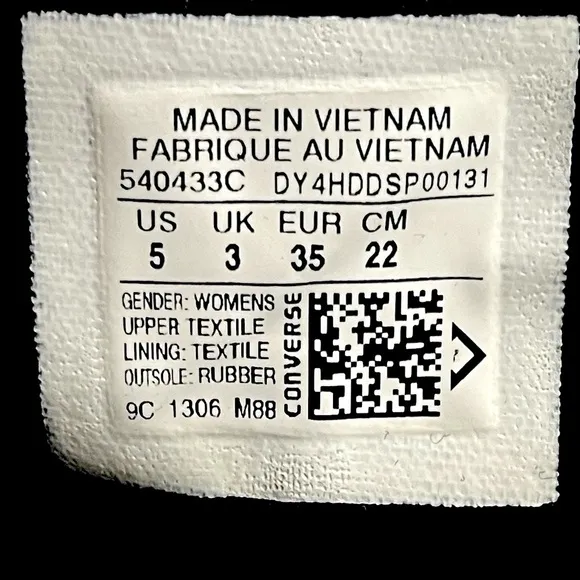 MADE IN VIETNAM
FABRIQUE AU VIETNAM
540433C DY4HDDSP00131
US UK EUR CM
5 3 35 22
GENDER: WOMENS
UPPER TEXTILE
LINING: TEXTILE
OUTSOLE: RUBBER
9C 1306 M88
CONVERSE